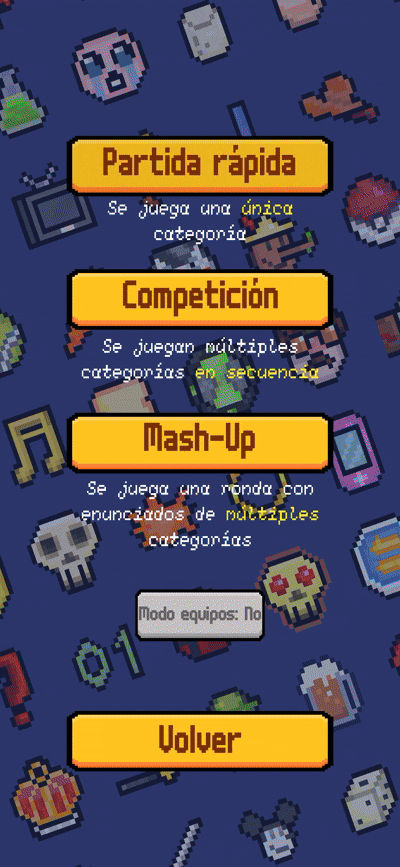 Partida rápida
Se juega una única
categoría
Competición
Se juegan múltiples
categorías en secuencia
Mash-Up
Se juega una ronda con
enunciados de múltiples
categorías
Modo equipos: No
01
Volver